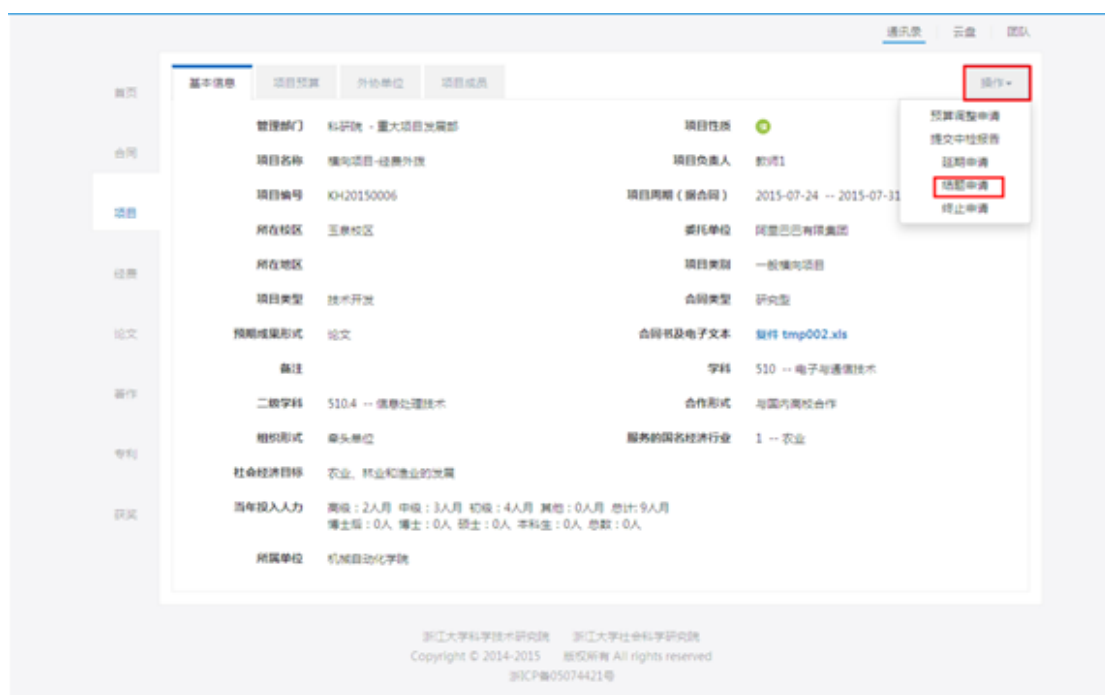 通讯录 云盘 团队
基本信息 项目预算 外协单位 项目成员 操作
首页
合同
项目
经费
论文
著作
专利
获奖
预算调整申请
提交中检报告
延期申请
结题申请
终止申请
管理部门 科研院 - 重大项目发展部 项目性质
项目名称 横向项目-经费外拨 项目负责人 教师1
项目编号 KH20150006 项目周期(据合同) 2015-07-24 -- 2015-07-31
所在校区 玉泉校区 委托单位 阿里巴巴有限集团
所在地区 项目类别 一般横向项目
项目类型 技术开发 合同类型 研究型
预期成果形式 论文 合同书及电子文本 复件 tmp002.xls
备注 学科 510 -- 电子与通信技术
二级学科 510.4 -- 信息处理技术 合作形式 与国内高校合作
组织形式 牵头单位 服务的国名经济行业 1 -- 农业
社会经济目标 农业、林业和渔业的发展
当年投入人力 高级:2人月 中级:3人月 初级:4人月 其他:0人月 总计:9人月
博士后:0人 博士:0人 硕士:0人 本科生:0人 总数:0人
所属单位 机械自动化学院
浙江大学科学技术研究院 浙江大学社会科学研究院
Copyright © 2014-2015 版权所有 All rights reserved
浙ICP备05074421号